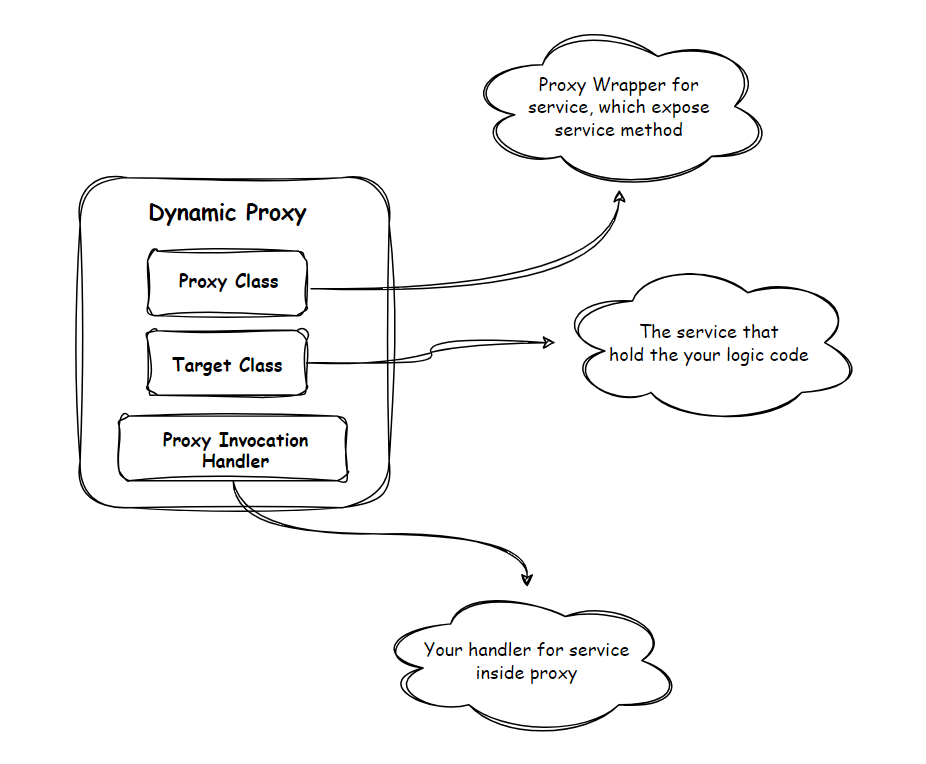 Proxy Wrapper for
service, which expose
service method
Dynamic Proxy
Proxy Class
Target Class
Proxy Invocation
Handler
The service that
hold the your logic code
Your handler for service
inside proxy